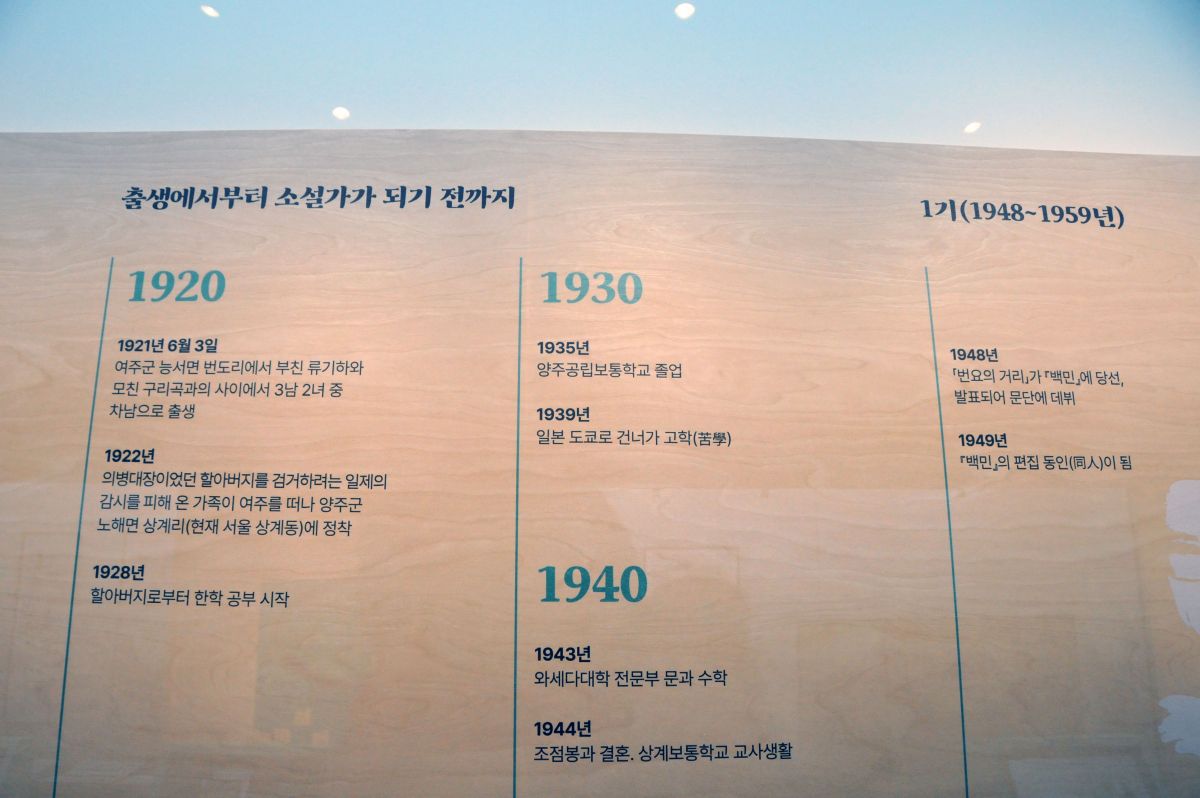 출생에서부터 소설가가 되기 전까지
1920
1921년 6월 3일
여주군 능서면 번도리에서 부친 류기하와
모친 구리곡과의 사이에서 3남 2녀 중
차남으로 출생
1922년
의병대장이었던 할아버지를 검거하려는 일제의
감시를 피해 온 가족이 여주를 떠나 양주군
노해면 상계리(현재 서울 상계동)에 정착
1928년
할아버지로부터 한학 공부 시작
1930
1935년
양주공립보통학교 졸업
1939년
일본 도쿄로 건너가 고학(苦學)
1940
1943년
와세다대학 전문부 문과 수학
1944년
조점봉과 결혼. 상계보통학교 교사생활
1기(1948~1959년)
1948년
「번요의 거리」가 『백민』에 당선,
발표되어 문단에 데뷔
1949년
『백민』의 편집 동인(同人)이 됨